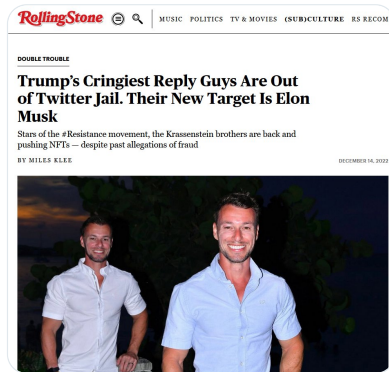 RollingStone
MUSIC POLITICS TV & MOVIES (SUB)CULTURE RS RECOM
DOUBLE TROUBLE
Trump's Cringiest Reply Guys Are Out
of Twitter Jail. Their New Target Is Elon
Musk
Stars of the #Resistance movement, the Krassenstein brothers are back and
pushing NFTs — despite past allegations of fraud
BY MILES KLEE
DECEMBER 14, 2022